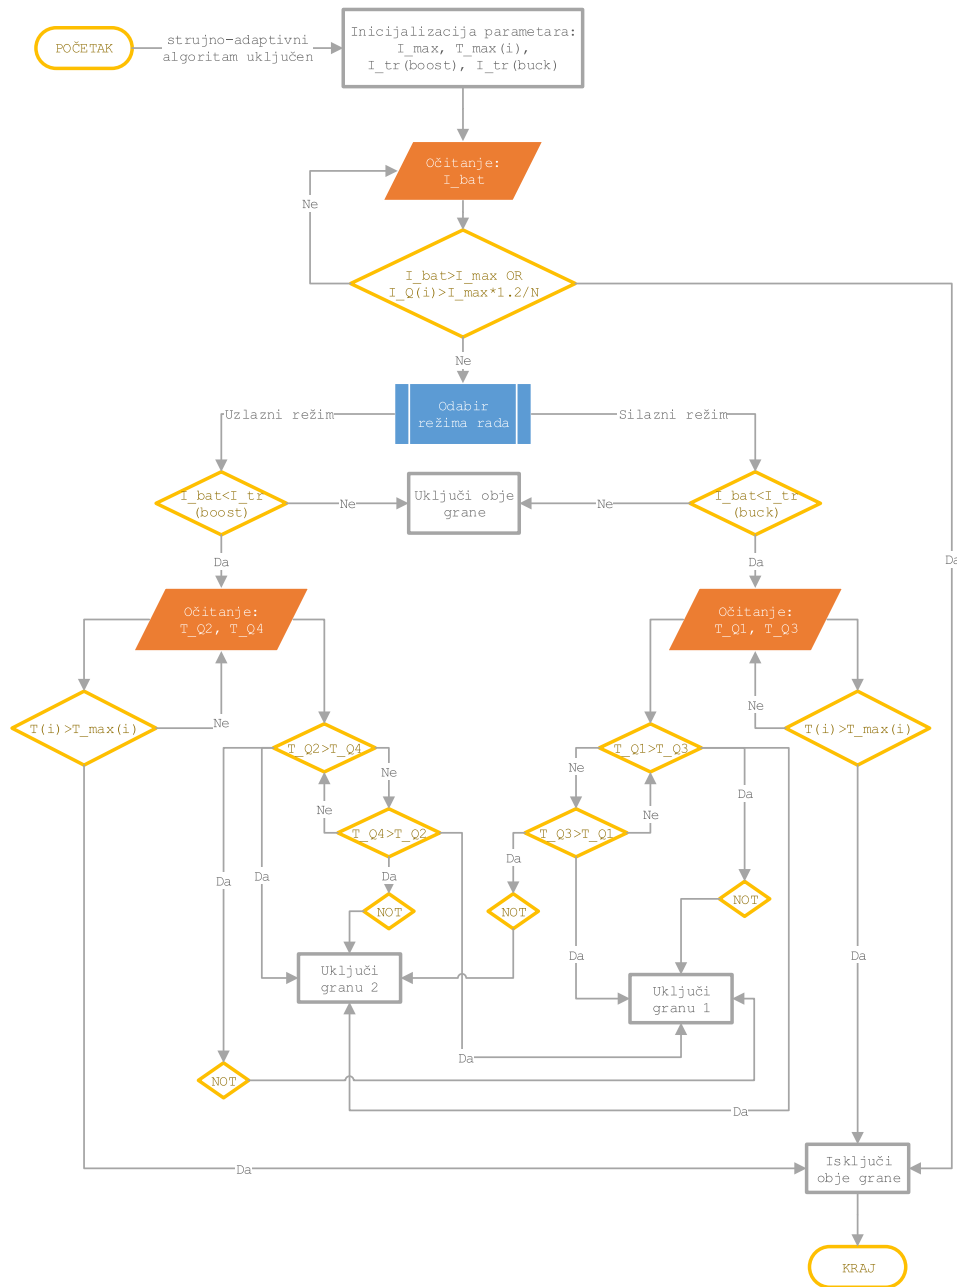 POČETAK
strujno-adaptivni
algoritam uključen
Inicijalizacija parametara:
I_max, T_max(i),
I_tr(boost), I_tr(buck)
Očitanje:
I_bat
Ne
I_bat>I_max OR
I_Q(i)>I_max*1.2/N
Ne
Odabir
režima rada
Uzlazni režim
Silazni režim
I_bat<I_tr
(boost)
Ne
Uključi obje
grane
Ne
I_bat<I_tr
(buck)
Da
Da
Da
Očitanje:
T_Q2, T_Q4
Očitanje:
T_Q1, T_Q3
T(i)>T_max(i)
Ne
Ne
T(i)>T_max(i)
T_Q2>T_Q4
T_Q1>T_Q3
Ne
Ne
Da
Ne
Ne
T_Q4>T_Q2
T_Q3>T_Q1
Da
Da
Da
Da
NOT
NOT
NOT
Da
Da
Uključi
granu 2
Uključi
granu 1
Da
NOT
Da
Da
Isključi
obje grane
KRAJ